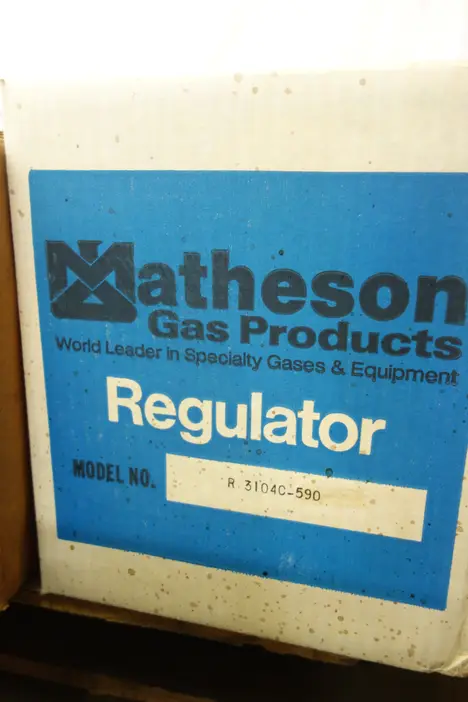 Matheson
Gas Products
World Leader in Specialty Gases & Equipment
Regulator
MODEL NO.
R 3104C-590